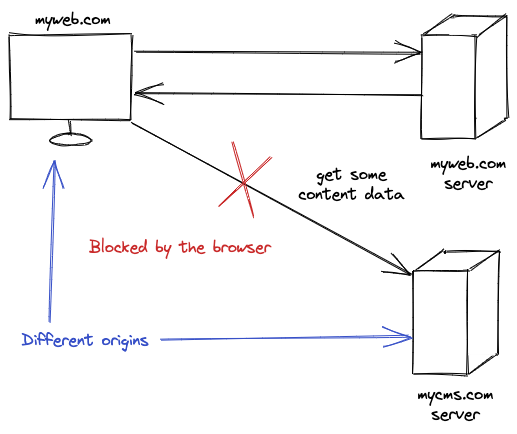 myweb.com
myweb.com
server
get some
content data
Blocked by the browser
Different origins
mycms.com
server